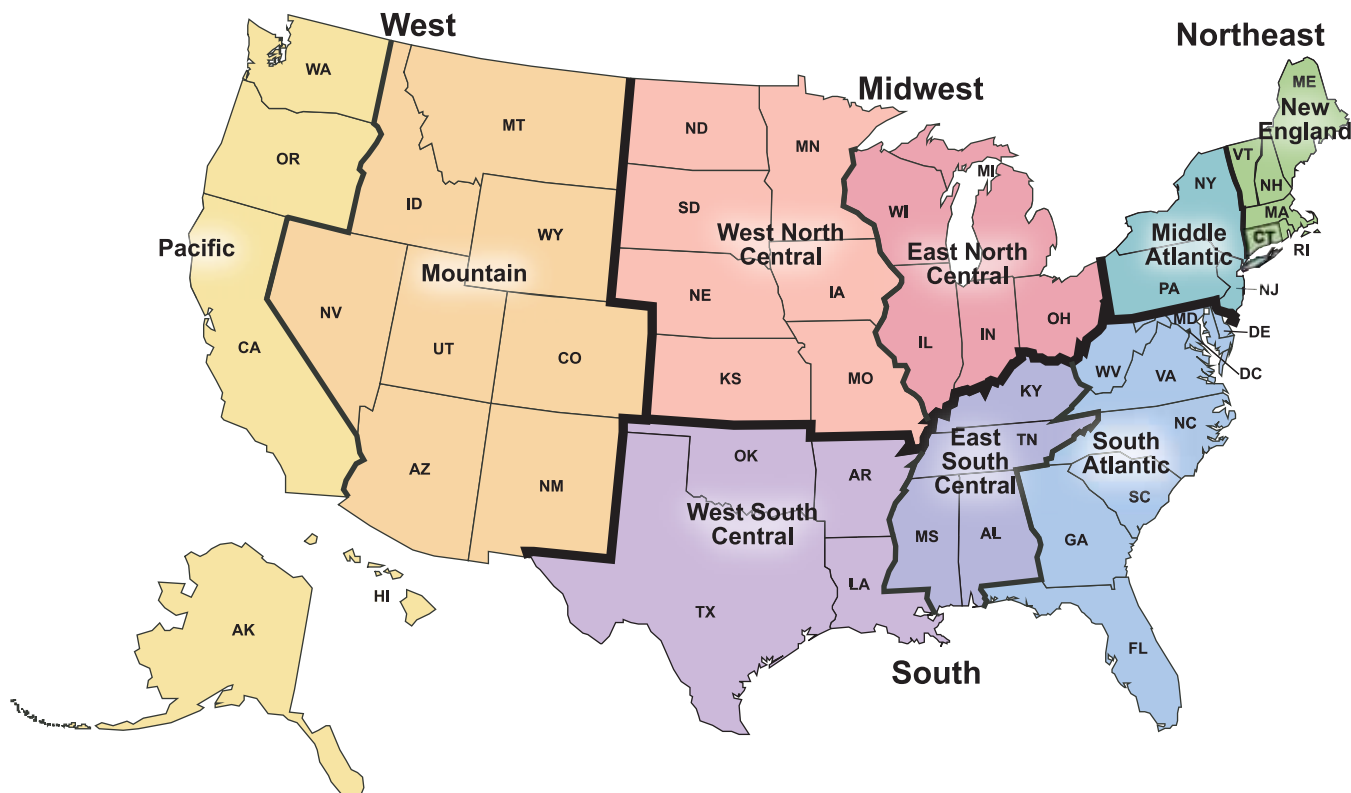 West
Northeast
Midwest
WA
MT
ND
MN
ME
New
England
OR
ID
SD
WI
MI
NY
VT
NH
MA
CT
RI
Pacific
WY
Mountain
West North
Central
East North
Central
Middle
Atlantic
NV
NE
IA
PA
NJ
CA
UT
CO
KS
MO
IL
IN
OH
MD
DE
DC
WV
VA
KY
AZ
NM
OK
AR
TN
NC
East
South
Central
South
Atlantic
SC
West South
Central
MS
AL
GA
LA
TX
HI
AK
FL
South